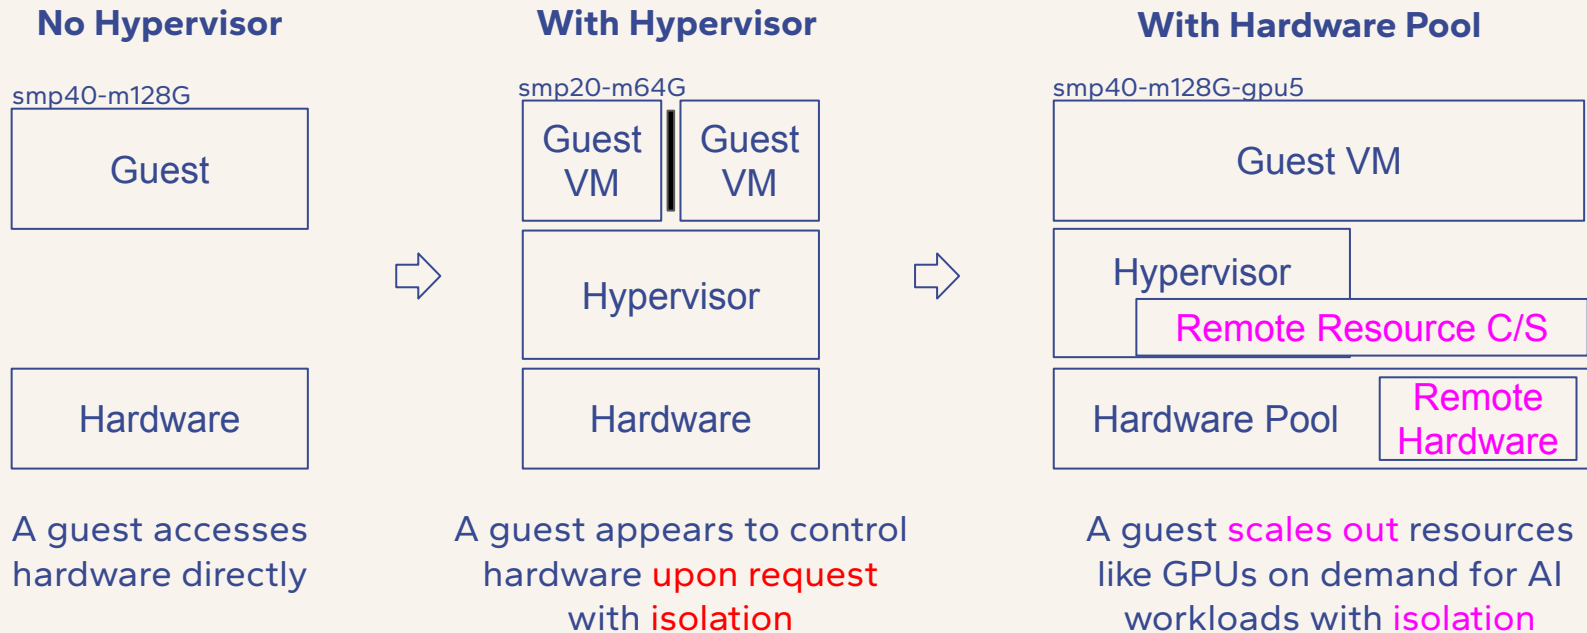 No Hypervisor
smp40-m128G
Guest
Hardware
A guest accesses
hardware directly
With Hypervisor
smp20-m64G
Guest
VM
Guest
VM
Hypervisor
Hardware
A guest appears to control
hardware upon request
with isolation
With Hardware Pool
smp40-m128G-gpu5
Guest VM
Hypervisor
Remote Resource C/S
Hardware Pool
Remote
Hardware
A guest scales out resources
like GPUs on demand for AI
workloads with isolation